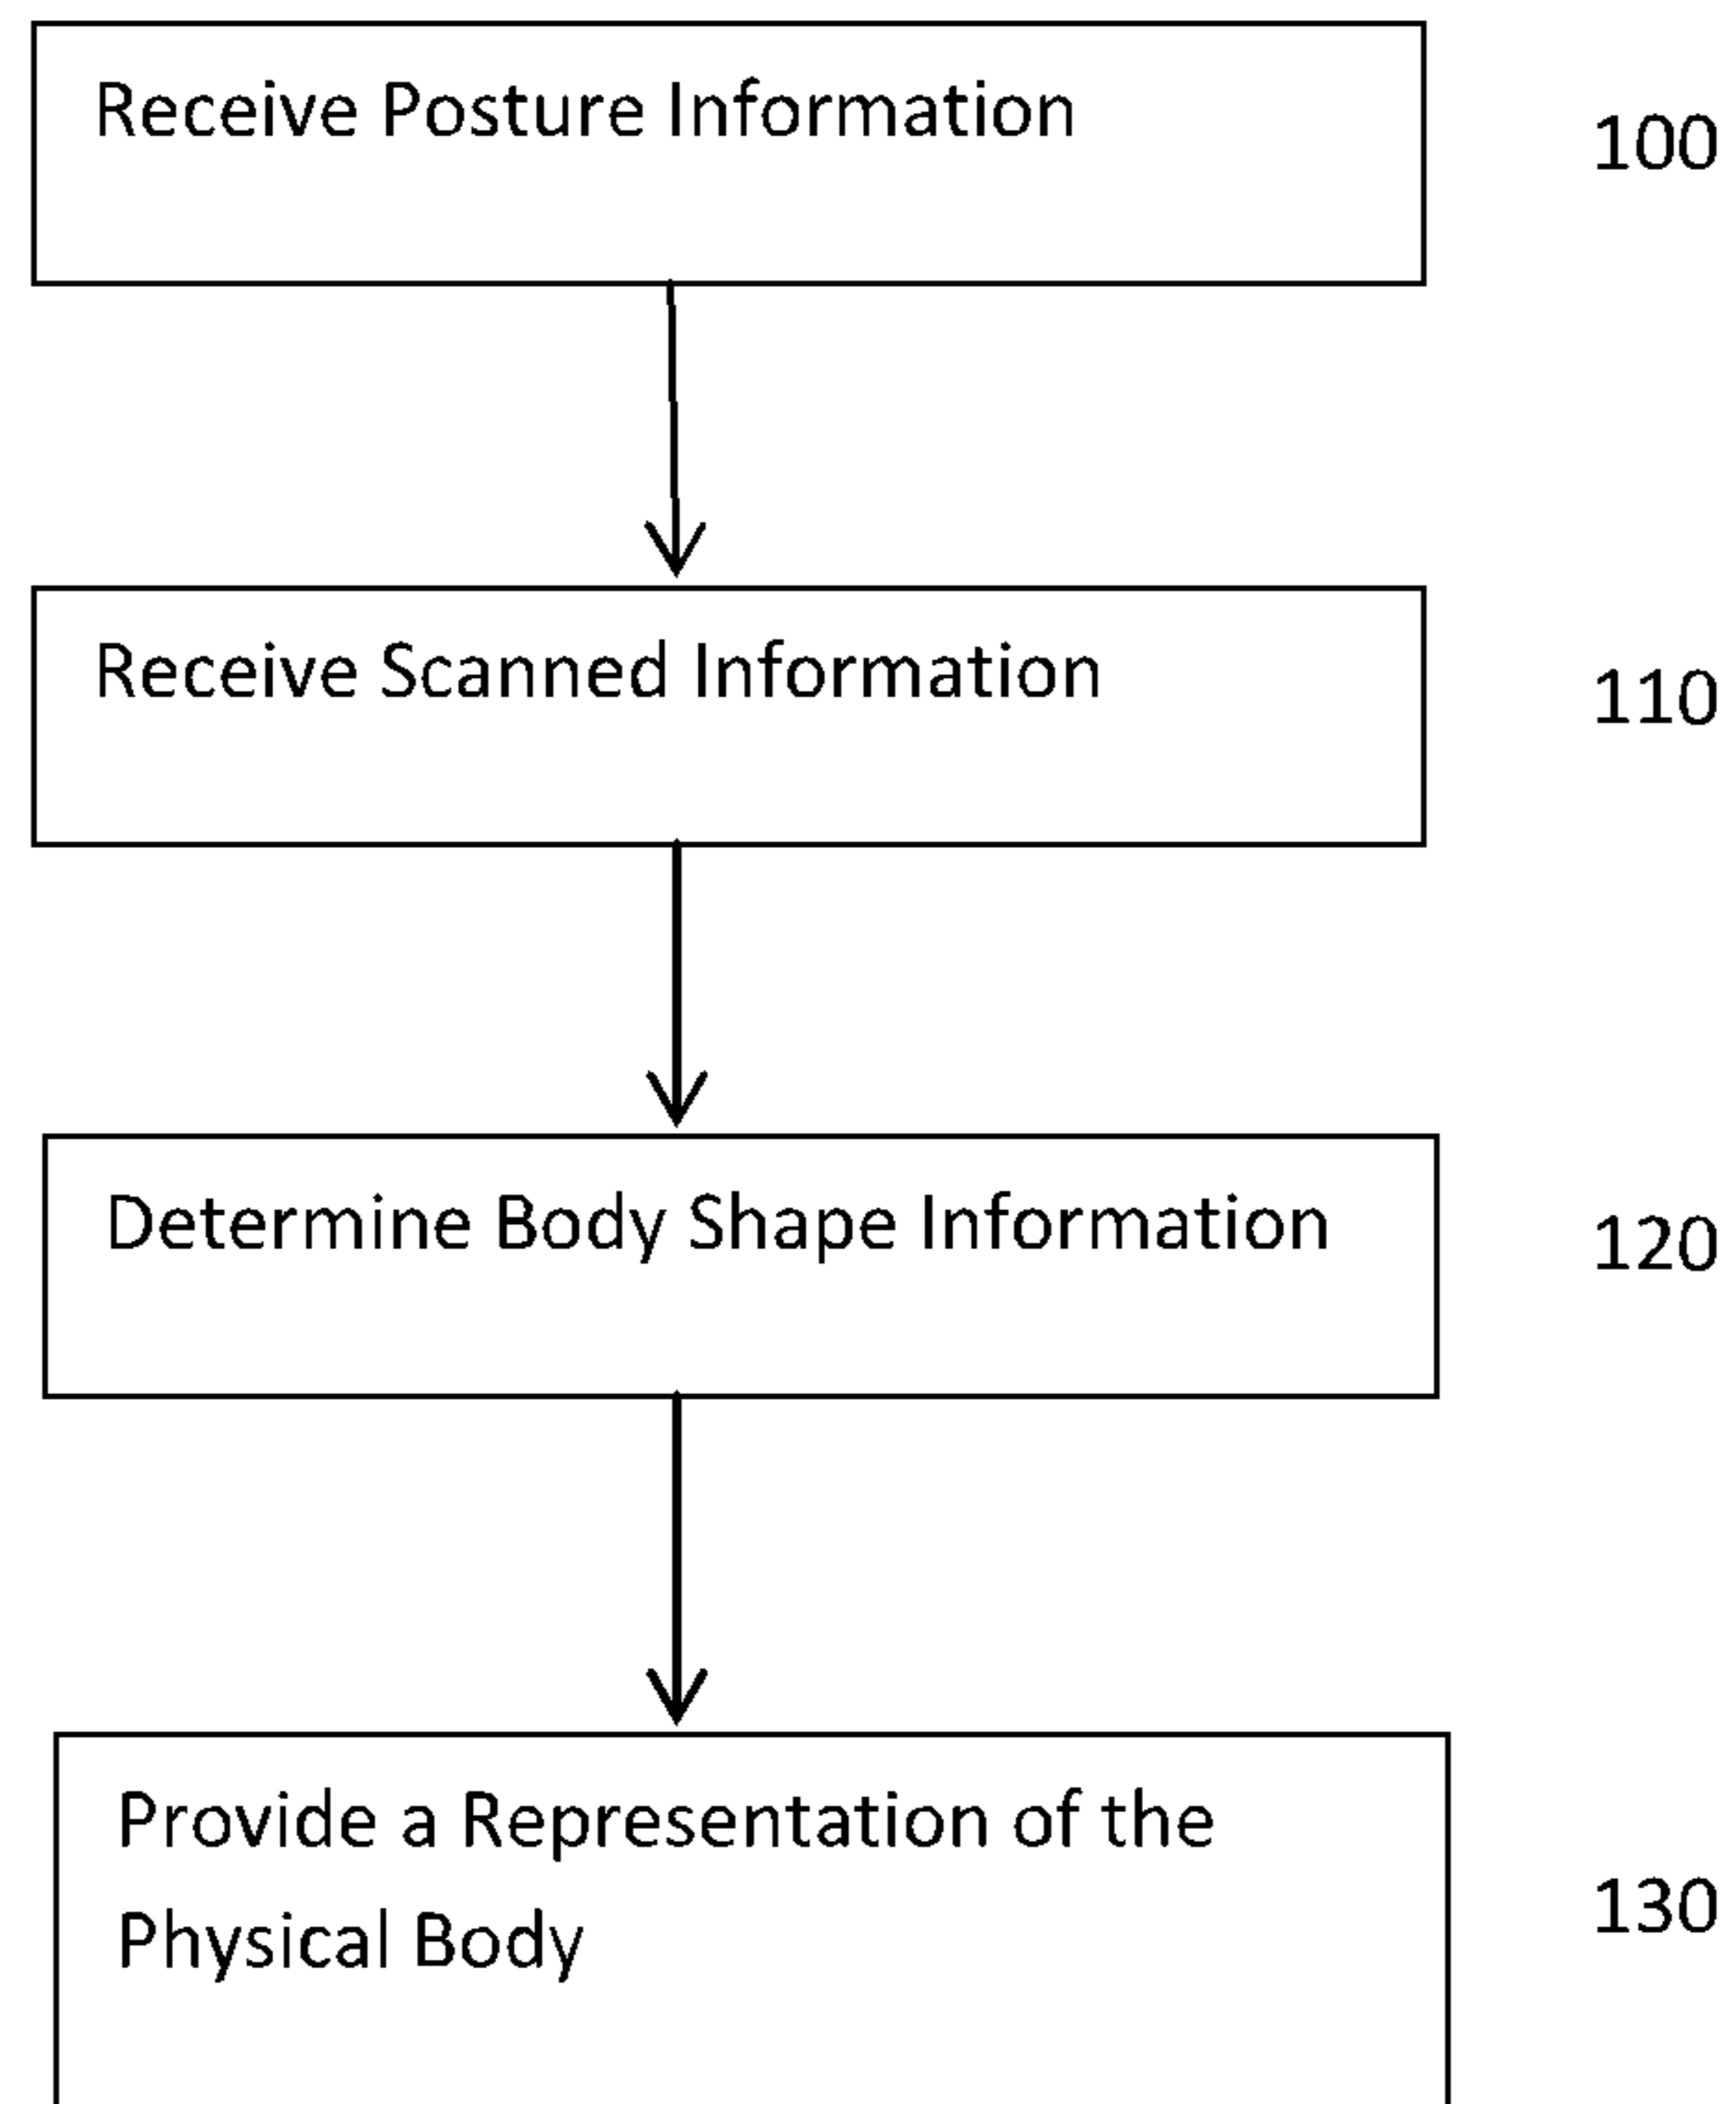 Receive Posture Information
100
Receive Scanned Information
110
Determine Body Shape Information
120
Provide a Representation of the
Physical Body
130